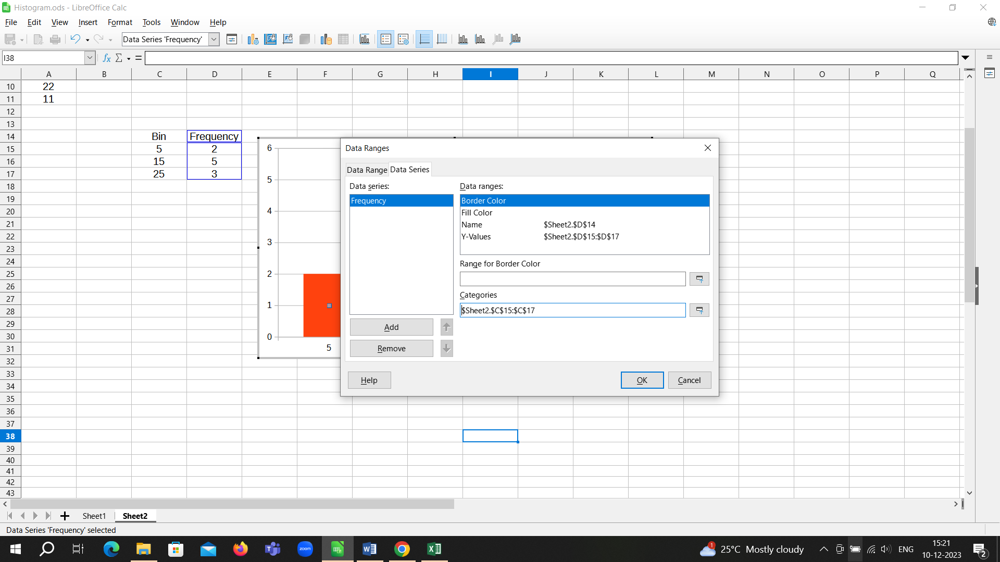 Histogram.ods - LibreOffice Calc
File Edit View Insert Format Tools Window Help
Data Series 'Frequency'
I38
A B C D E F G H I J K L M N O P Q
10 22
11 11
12
13
14 Bin Frequency
15 5 2
16 15 5
17 25 3
18
19
20
21
22
23
24
25
26
27
28
29
30
31
32
33
34
35
36
37
38
39
40
41
42
43
6
5
4
3
2
1
0
5
Data Ranges
Data Range Data Series
Data series:
Frequency
Add
Remove
Data ranges:
Border Color
Fill Color
Name $Sheet2.$D$14
Y-Values $Sheet2.$D$15:$D$17
Range for Border Color
Categories
$Sheet2.$C$15:$C$17
Help OK Cancel
Sheet1 Sheet2
Data Series 'Frequency' selected
zoom
1 25°C Mostly cloudy ENG 15:21
10-12-2023 2